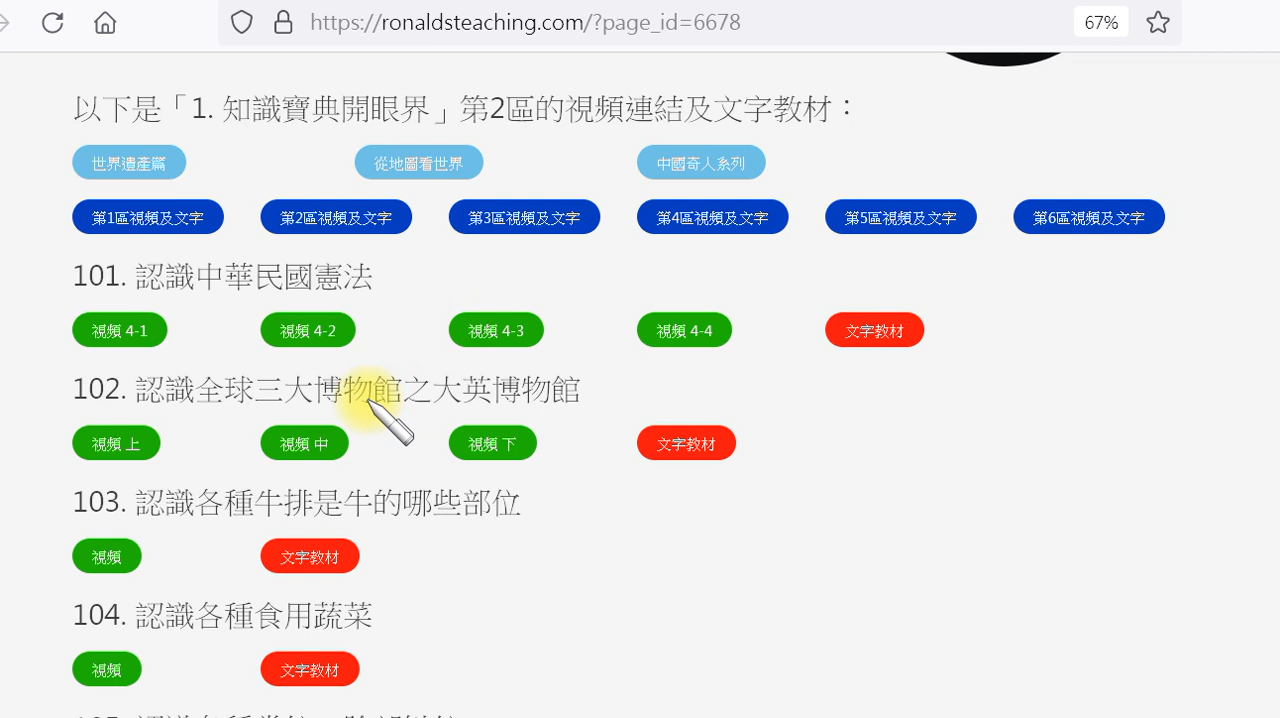 https://ronaldsteaching.com/?page_id=6678 67%
以下是「1. 知識寶典開眼界」第2區的視頻連結及文字教材：
世界遺產篇 從地圖看世界 中國奇人系列
第1區視頻及文字 第2區視頻及文字 第3區視頻及文字 第4區視頻及文字 第5區視頻及文字 第6區視頻及文字
101. 認識中華民國憲法
視頻 4-1 視頻 4-2 視頻 4-3 視頻 4-4 文字教材
102. 認識全球三大博物館之大英博物館
視頻 上 視頻 中 視頻 下 文字教材
103. 認識各種牛排是牛的哪些部位
視頻 文字教材
104. 認識各種食用蔬菜
視頻 文字教材